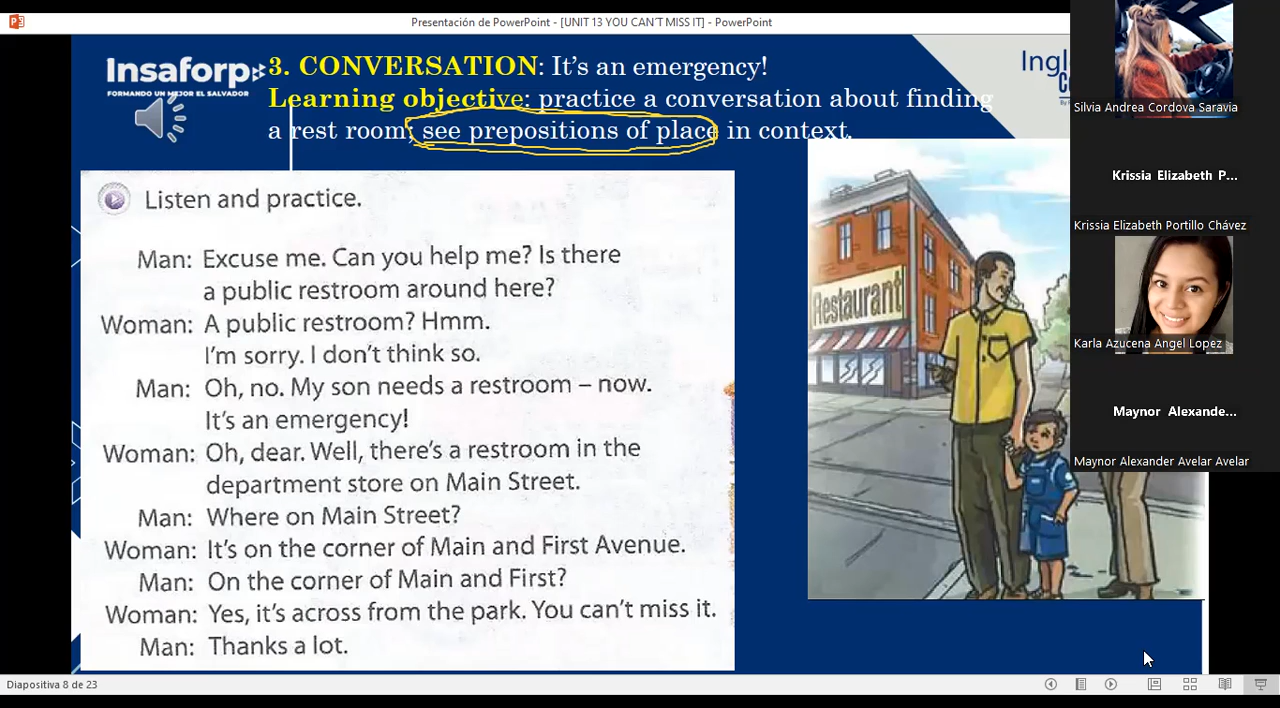 Presentación de PowerPoint - [UNIT 13 YOU CAN'T MISS IT] - PowerPoint
Insaforp
FORMANDO UN MEJOR EL SALVADOR
3. CONVERSATION: It's an emergency!
Learning objective: practice a conversation about finding
a rest room; see prepositions of place in context.
Listen and practice.
Man: Excuse me. Can you help me? Is there
a public restroom around here?
Woman: A public restroom? Hmm.
I'm sorry. I don't think so.
Man: Oh, no. My son needs a restroom – now.
It's an emergency!
Woman: Oh, dear. Well, there's a restroom in the
department store on Main Street.
Man: Where on Main Street?
Woman: It's on the corner of Main and First Avenue.
Man: On the corner of Main and First?
Woman: Yes, it's across from the park. You can't miss it.
Man: Thanks a lot.
Restaurant
Silvia Andrea Cordova Saravia
Krissia Elizabeth P...
Krissia Elizabeth Portillo Chávez
Karla Azucena Angel Lopez
Maynor Alexande...
Maynor Alexander Avelar Avelar
Diapositiva 8 de 23